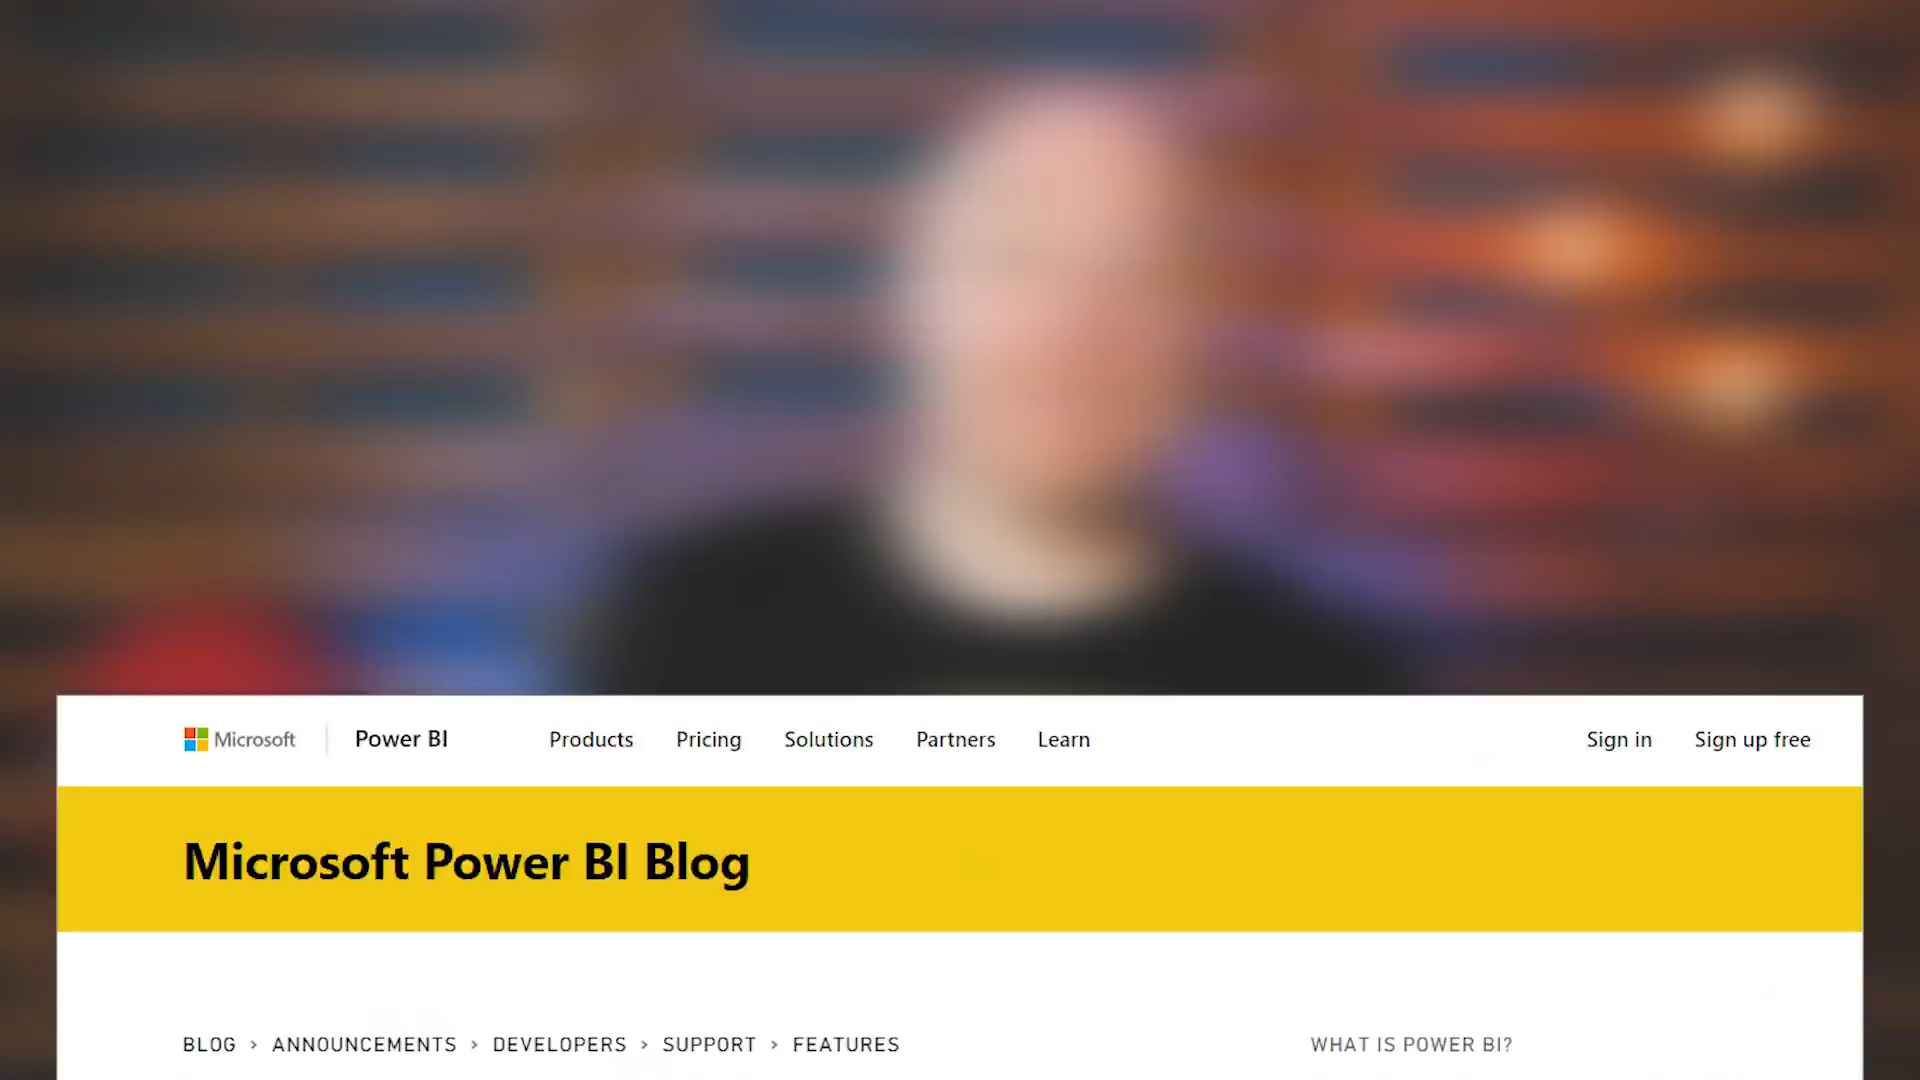 Microsoft Power BI Products Pricing Solutions Partners Learn Sign in Sign up free
Microsoft Power BI Blog
BLOG > ANNOUNCEMENTS > DEVELOPERS > SUPPORT > FEATURES
WHAT IS POWER BI?